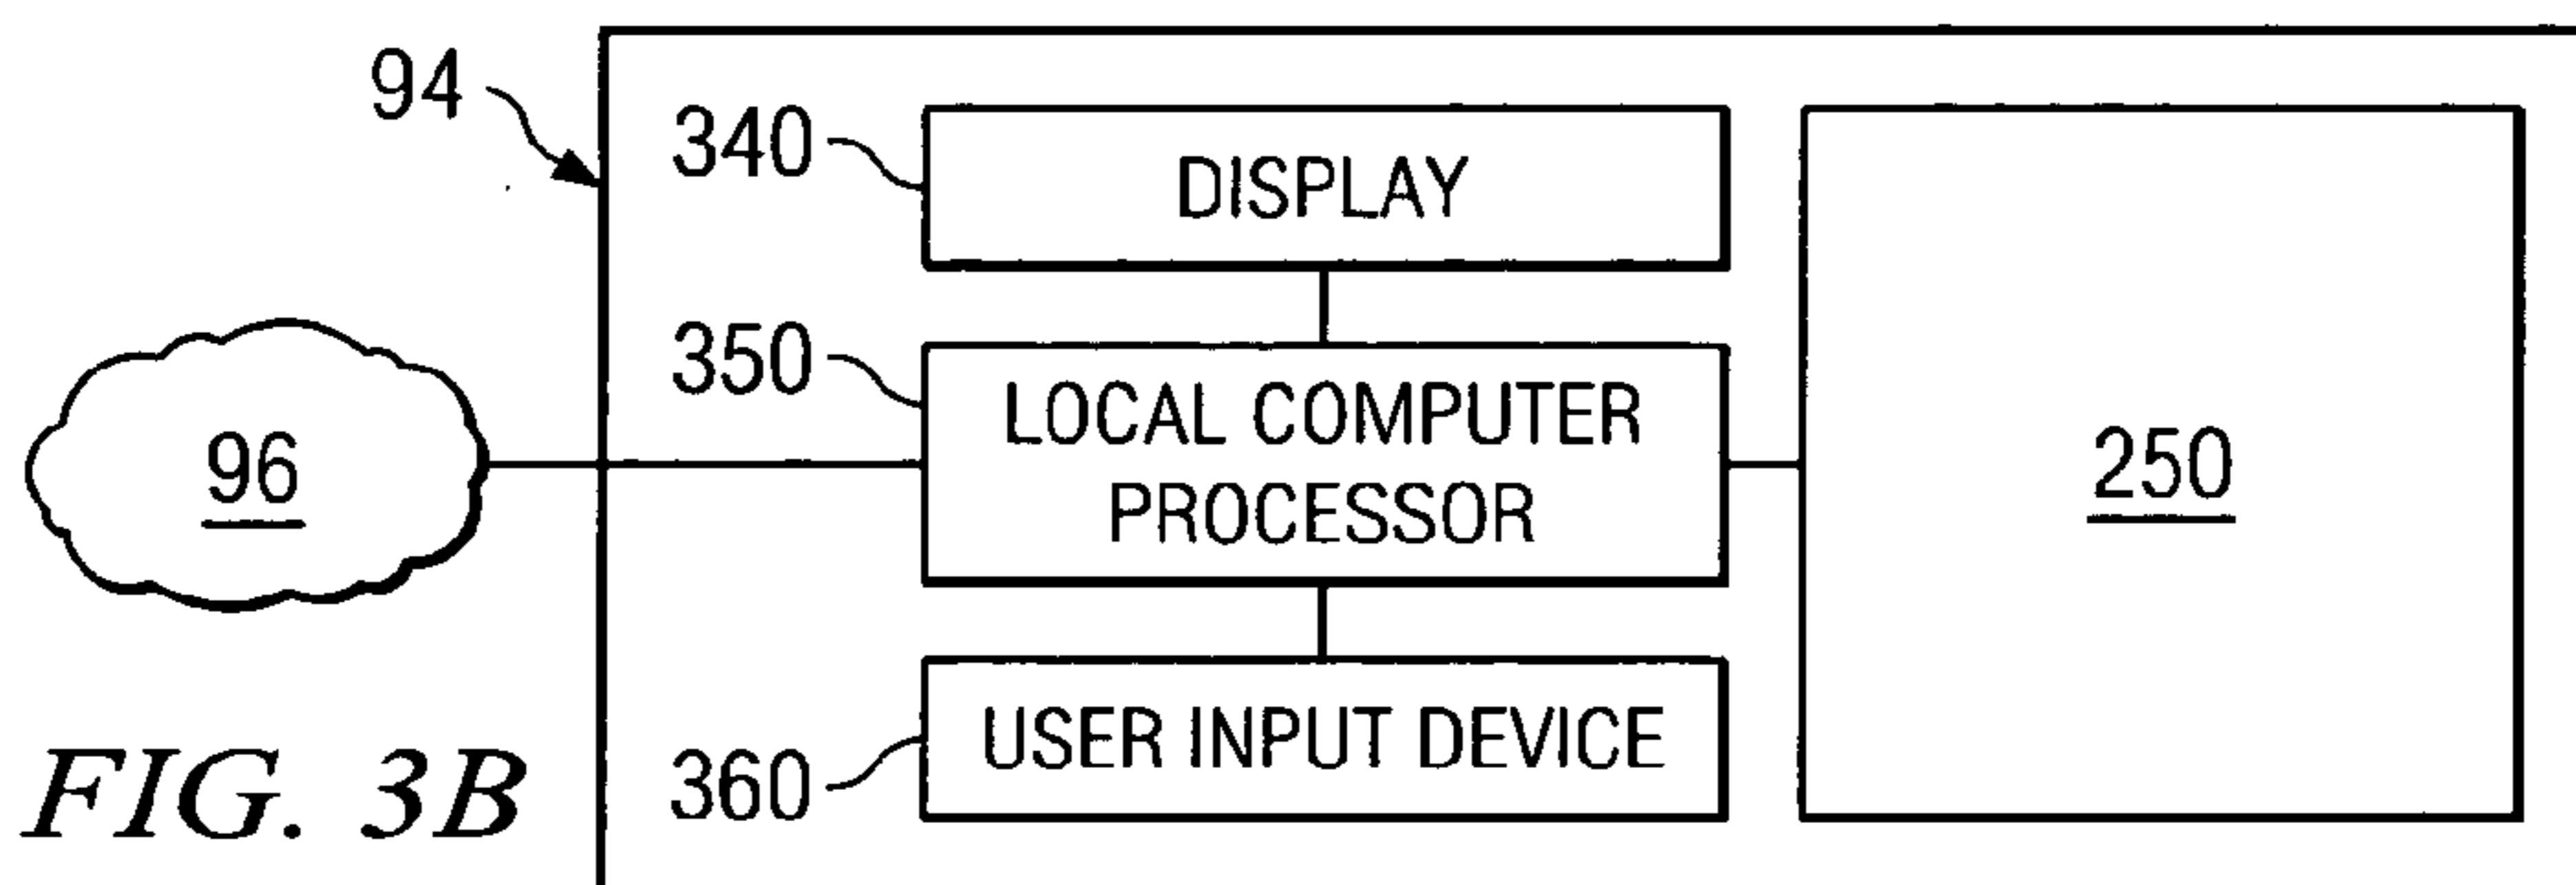 94
340
DISPLAY
350
LOCAL COMPUTER
PROCESSOR
96
250
360
USER INPUT DEVICE
FIG. 3B